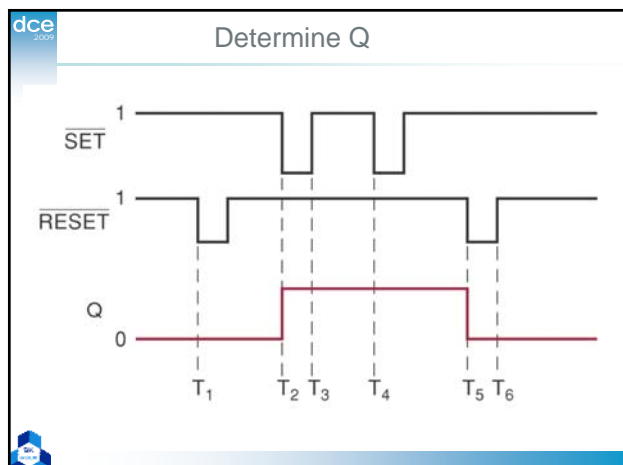 dce
2009
Determine Q
1
SET
1
RESET
Q
0
T1 T2 T3 T4 T5 T6